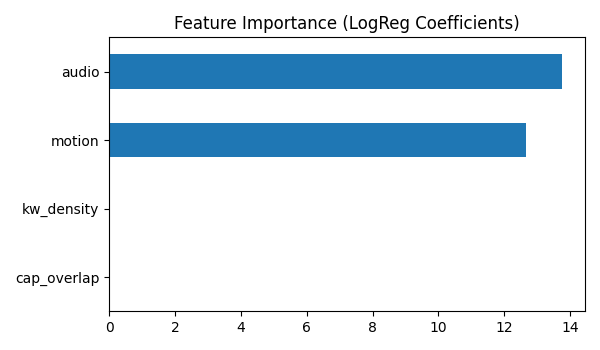 Feature Importance (LogReg Coefficients)
audio
motion
kw_density
cap_overlap
0 2 4 6 8 10 12 14